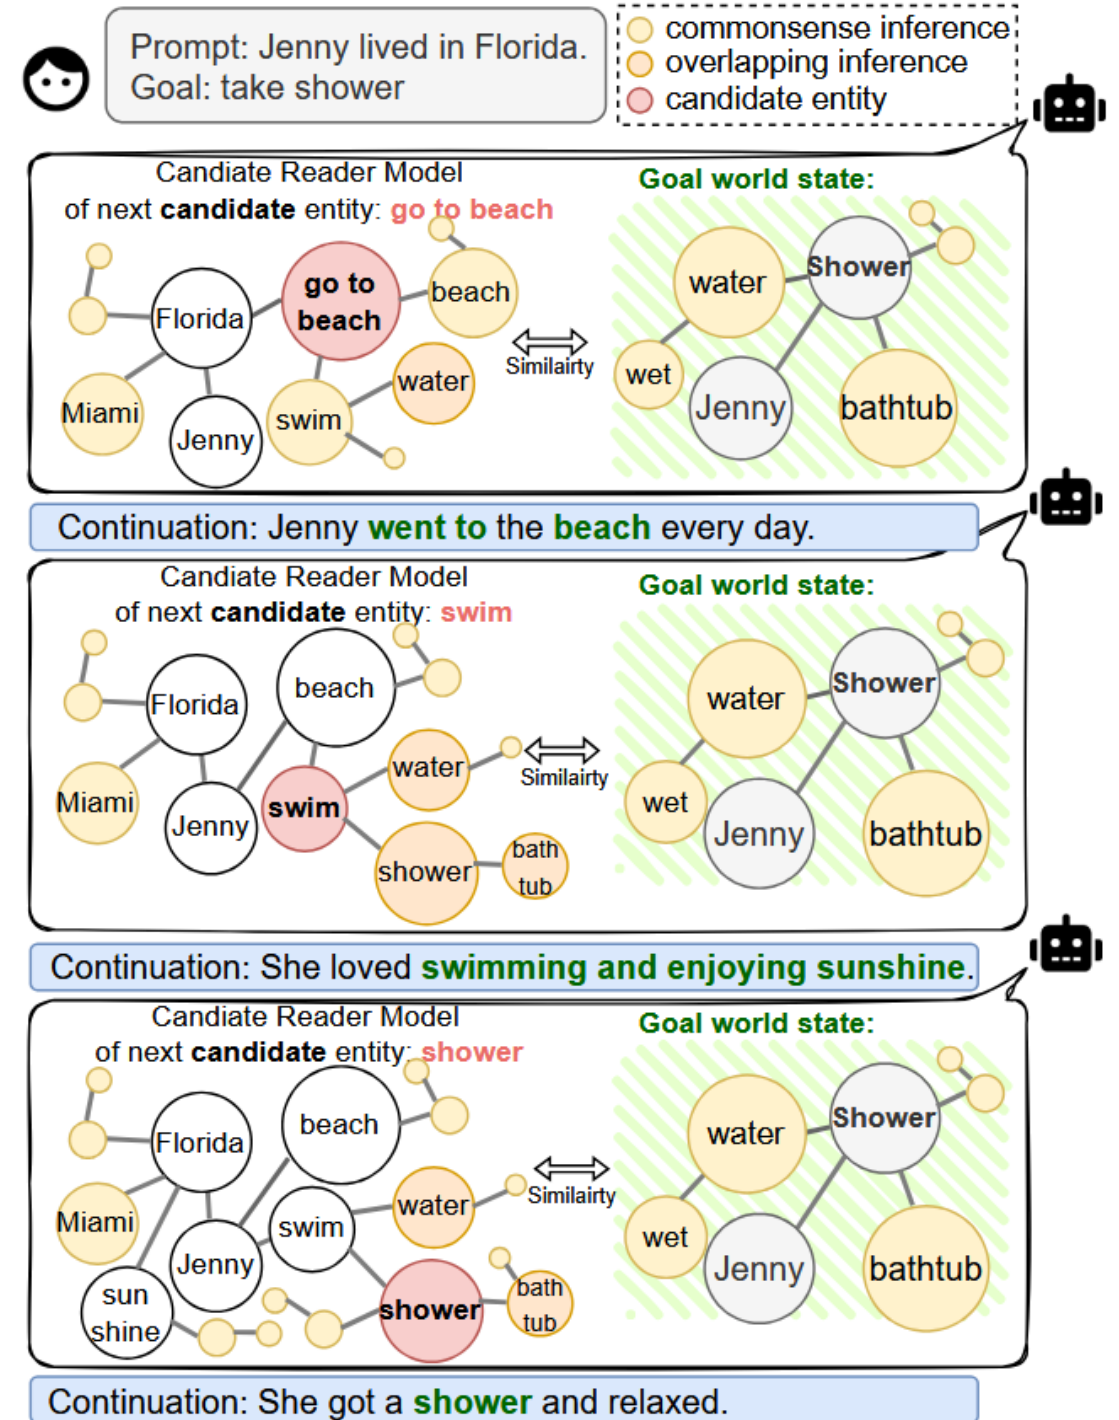 Prompt: Jenny lived in Florida.
Goal: take shower
commonsense inference
overlapping inference
candidate entity
Candiate Reader Model
of next candidate entity: go to beach
Goal world state:
Florida
go to
beach
beach
Miami
Jenny
swim
water
Similairty
water
Shower
wet
Jenny
bathtub
Continuation: Jenny went to the beach every day.
Candiate Reader Model
of next candidate entity: swim
Goal world state:
Florida
beach
Miami
Jenny
swim
water
shower
bath
tub
Similairty
water
Shower
wet
Jenny
bathtub
Continuation: She loved swimming and enjoying sunshine.
Candiate Reader Model
of next candidate entity: shower
Goal world state:
Florida
beach
Miami
Jenny
swim
water
sun
shine
shower
bath
tub
Similairty
water
Shower
wet
Jenny
bathtub
Continuation: She got a shower and relaxed.